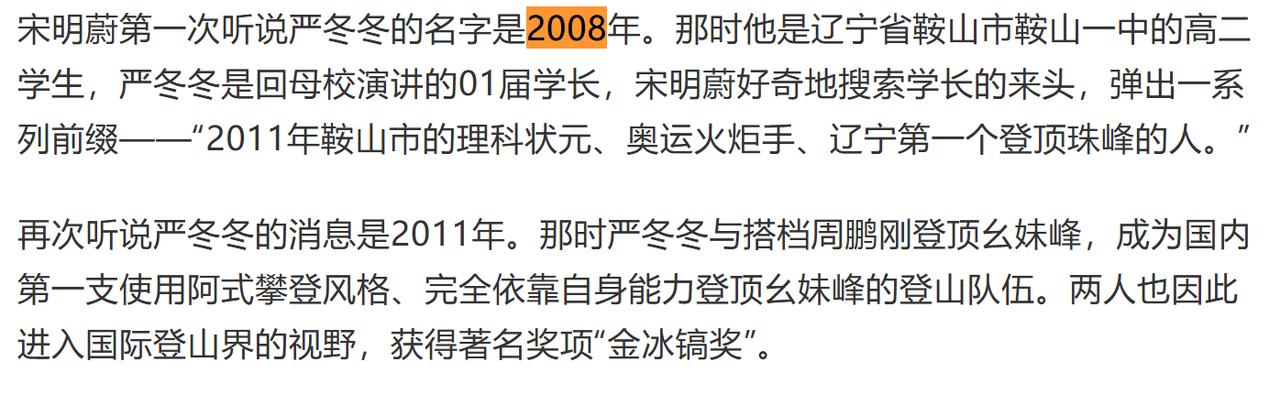 宋明蔚第一次听说严冬冬的名字是2008年。那时他是辽宁省鞍山市鞍山一中的高二
学生，严冬冬是回母校演讲的01届学长，宋明蔚好奇地搜索学长的来头，弹出一系
列前缀——“2011年鞍山市的理科状元、奥运火炬手、辽宁第一个登顶珠峰的人。”
再次听说严冬冬的消息是2011年。那时严冬冬与搭档周鹏刚登顶幺妹峰，成为国内
第一支使用阿式攀登风格、完全依靠自身能力登顶幺妹峰的登山队伍。两人也因此
进入国际登山界的视野，获得著名奖项“金冰镐奖”。